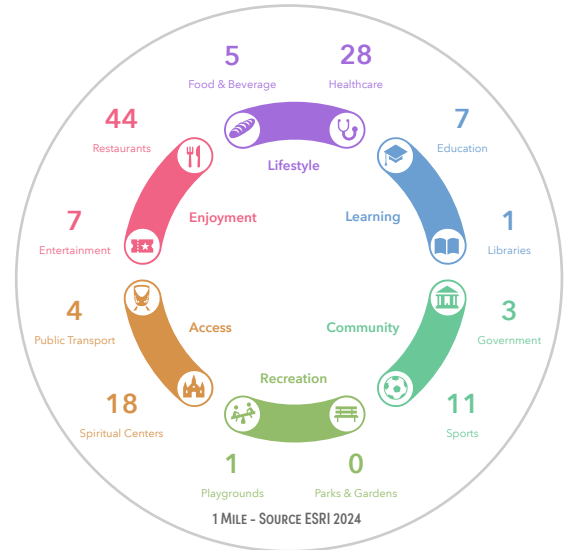 5
Food & Beverage
28
Healthcare
Lifestyle
44
Restaurants
7
Entertainment
Enjoyment
7
Education
1
Libraries
Learning
4
Public Transport
18
Spiritual Centers
Access
3
Government
11
Sports
Community
Recreation
1
Playgrounds
0
Parks & Gardens
1 Mile - Source ESRI 2024